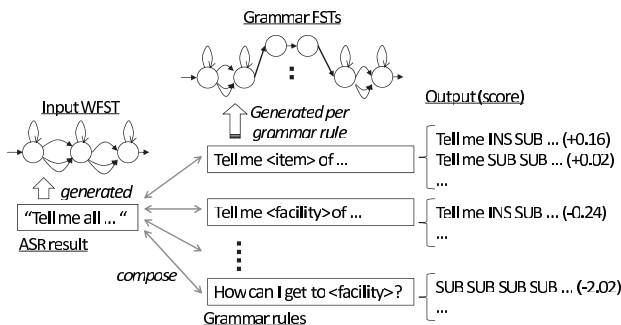 Grammar FSTs
Input WFST
Generated per
grammar rule
Output (score)
generated
Tell me <item> of ...
Tell me INS SUB ... (+0.16)
Tell me SUB SUB ... (+0.02)
...
"Tell me all ... "
ASR result
Tell me <facility>of ...
Tell me INS SUB ... (-0.24)
...
compose
How can I get to <facility>?
SUB SUB SUB SUB ... (-2.02)
...
Grammar rules